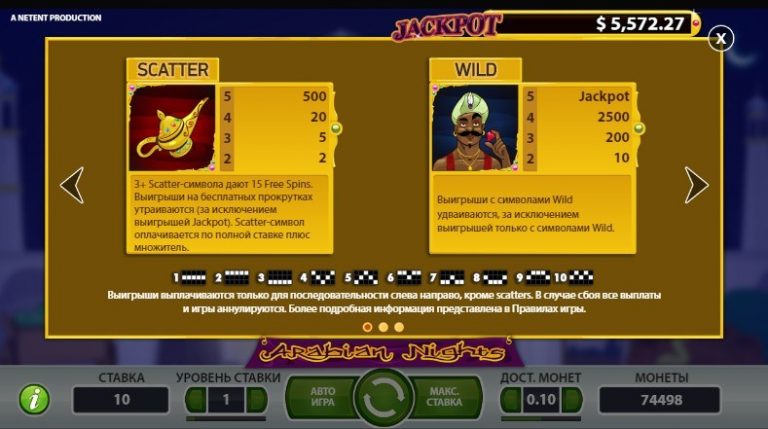 A NETENT PRODUCTION
JACKPOT
$ 5,572.27
X
SCATTER
5 500
4 20
3 5
2 2
3+ Scatter-символа дают 15 Free Spins.
Выигрыши на бесплатных прокрутках
утраиваются (за исключением
выигрышей Jackpot). Scatter-символ
оплачивается по полной ставке плюс
множитель.
WILD
5 Jackpot
4 2500
3 200
2 10
Выигрыши с символами Wild
удваиваются, за исключением
выигрышей только с символами Wild.
1 2 3 4 5 6 7 8 9 10
Выигрыши выплачиваются только для последовательности слева направо, кроме scatters. В случае сбоя все выплаты
и игры аннулируются. Более подробная информация представлена в Правилах игры.
Arabian Nights
i
СТАВКА
10
УРОВЕНЬ СТАВКИ
1
АВТО
ИГРА
МАКС.
СТАВКА
ДОСТ. МОНЕТ
0.10
МОНЕТЫ
74498